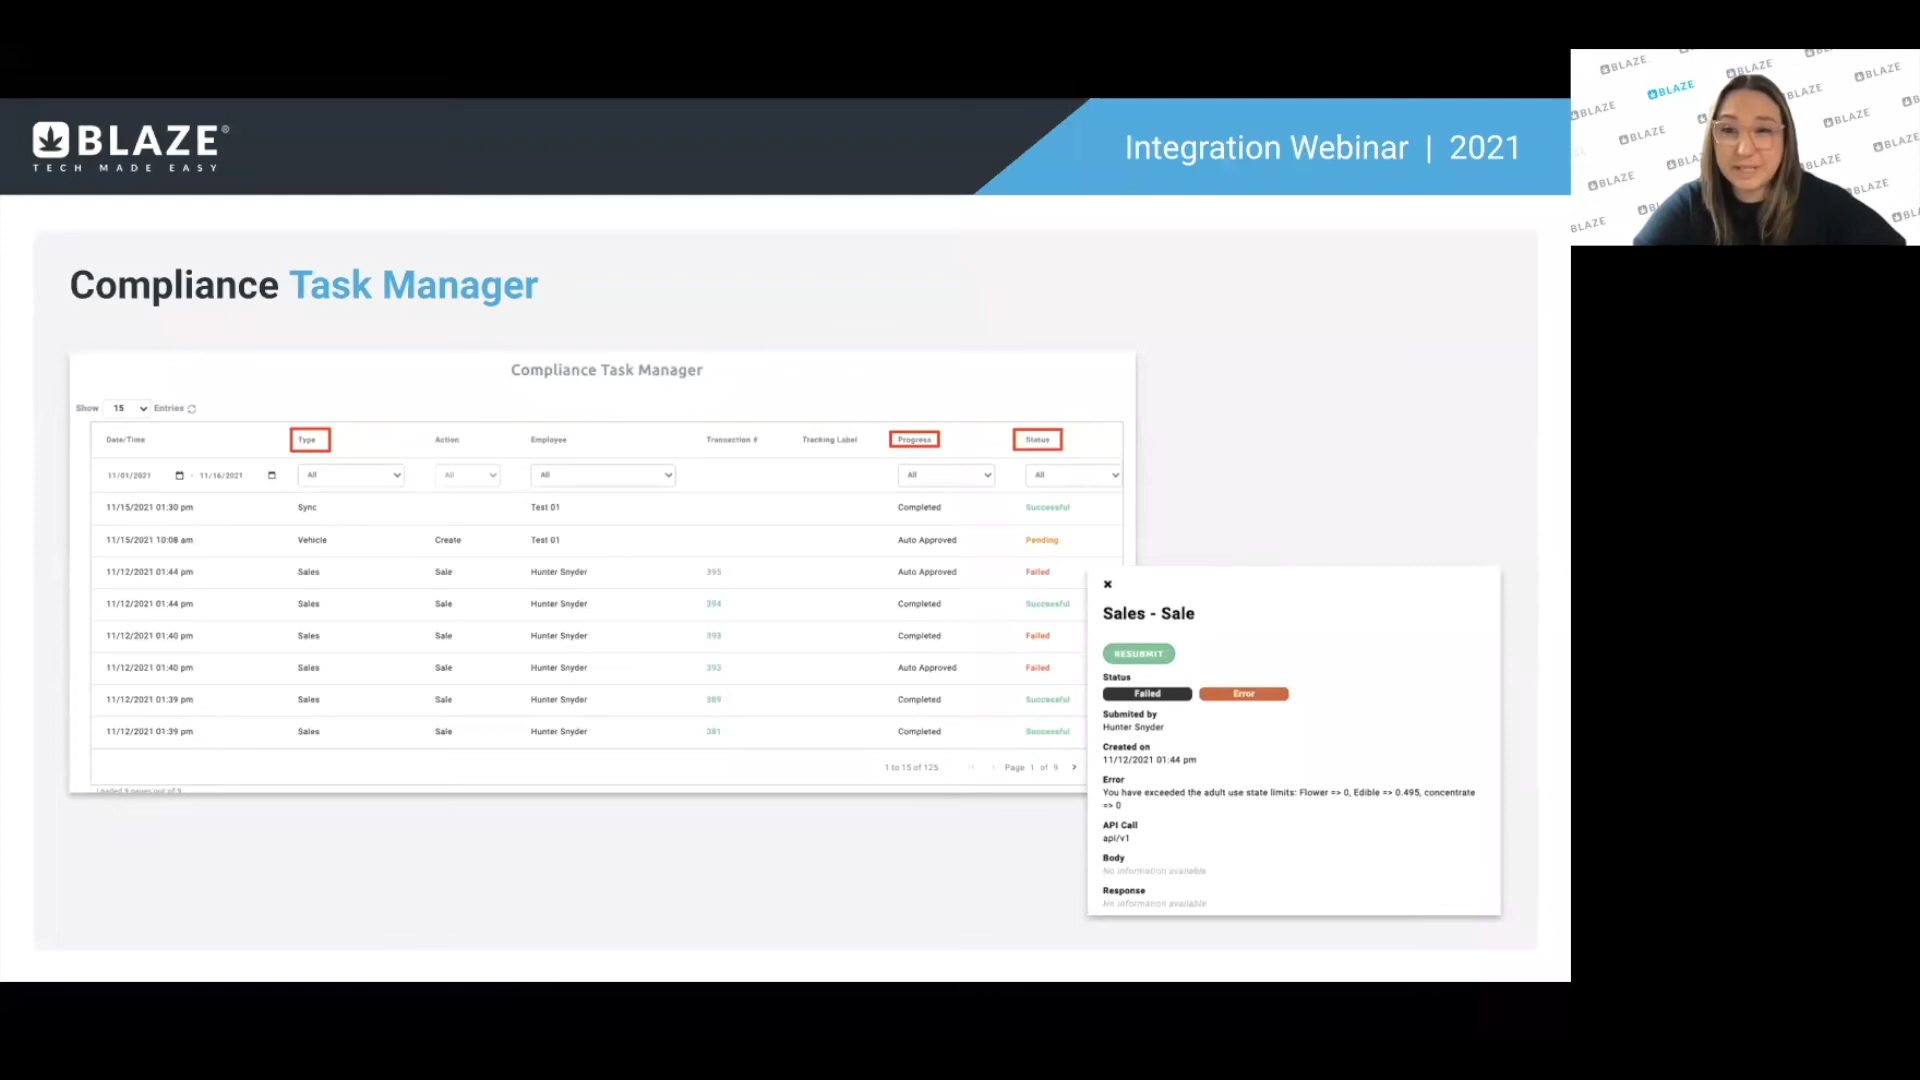 BLAZE®
TECH MADE EASY
Integration Webinar | 2021
BLAZE
Compliance Task Manager
Compliance Task Manager
Show 15 Entries
Date/Time Type Action Employee Transaction # Tracking Label Progress Status
11/01/2021 - 11/16/2021 All All All All All
11/15/2021 01:30 pm Sync Test 01 Completed Successful
11/15/2021 10:08 am Vehicle Create Test 01 Auto Approved Pending
11/12/2021 01:44 pm Sales Sale Hunter Snyder 395 Auto Approved Failed
11/12/2021 01:44 pm Sales Sale Hunter Snyder 394 Completed Successful
11/12/2021 01:40 pm Sales Sale Hunter Snyder 393 Completed Failed
11/12/2021 01:40 pm Sales Sale Hunter Snyder 393 Auto Approved Failed
11/12/2021 01:39 pm Sales Sale Hunter Snyder 389 Completed Successful
11/12/2021 01:39 pm Sales Sale Hunter Snyder 381 Completed Successful
1 to 15 of 125 Page 1 of 9
Loaded 9 pages out of 9
Sales - Sale
RESUBMIT
Status
Failed Error
Submited by
Hunter Snyder
Created on
11/12/2021 01:44 pm
Error
You have exceeded the adult use state limits: Flower => 0, Edible => 0.495, concentrate
=> 0
API Call
api/v1
Body
No information available
Response
No information available